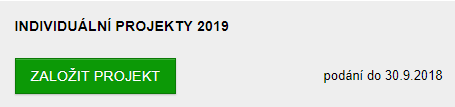 INDIVIDUÁLNÍ PROJEKTY 2019
ZALOŽIT PROJEKT
podání do 30.9.2018